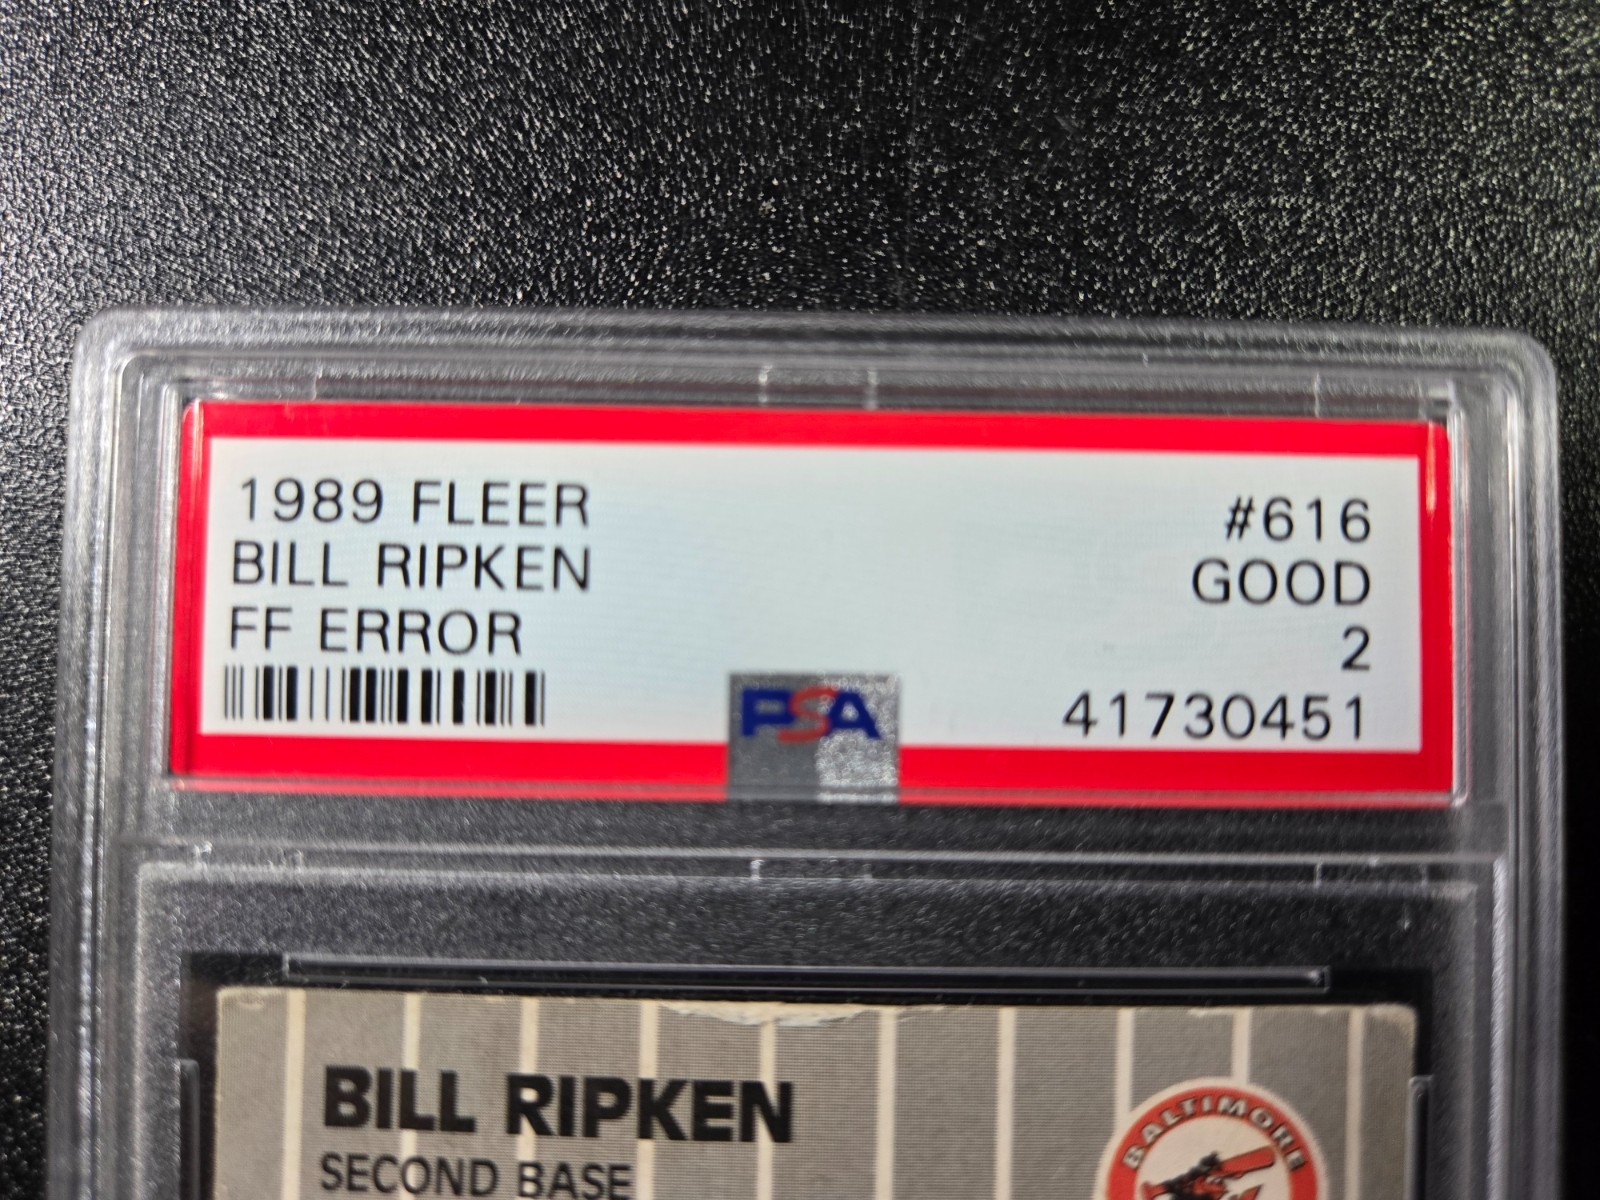 1989 FLEER #616
BILL RIPKEN GOOD
FF ERROR 2
PSA 41730451
BILL RIPKEN
SECOND BASE
BALTIMORE